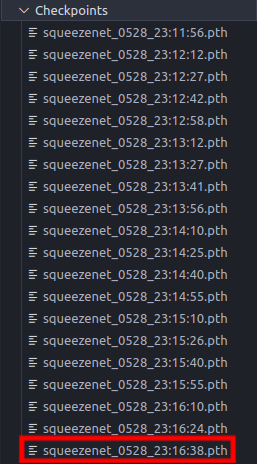 Checkpoints
squeezenet_0528_23:11:56.pth
squeezenet_0528_23:12:12.pth
squeezenet_0528_23:12:27.pth
squeezenet_0528_23:12:42.pth
squeezenet_0528_23:12:58.pth
squeezenet_0528_23:13:12.pth
squeezenet_0528_23:13:27.pth
squeezenet_0528_23:13:41.pth
squeezenet_0528_23:13:56.pth
squeezenet_0528_23:14:10.pth
squeezenet_0528_23:14:25.pth
squeezenet_0528_23:14:40.pth
squeezenet_0528_23:14:55.pth
squeezenet_0528_23:15:10.pth
squeezenet_0528_23:15:26.pth
squeezenet_0528_23:15:40.pth
squeezenet_0528_23:15:55.pth
squeezenet_0528_23:16:10.pth
squeezenet_0528_23:16:24.pth
squeezenet_0528_23:16:38.pth